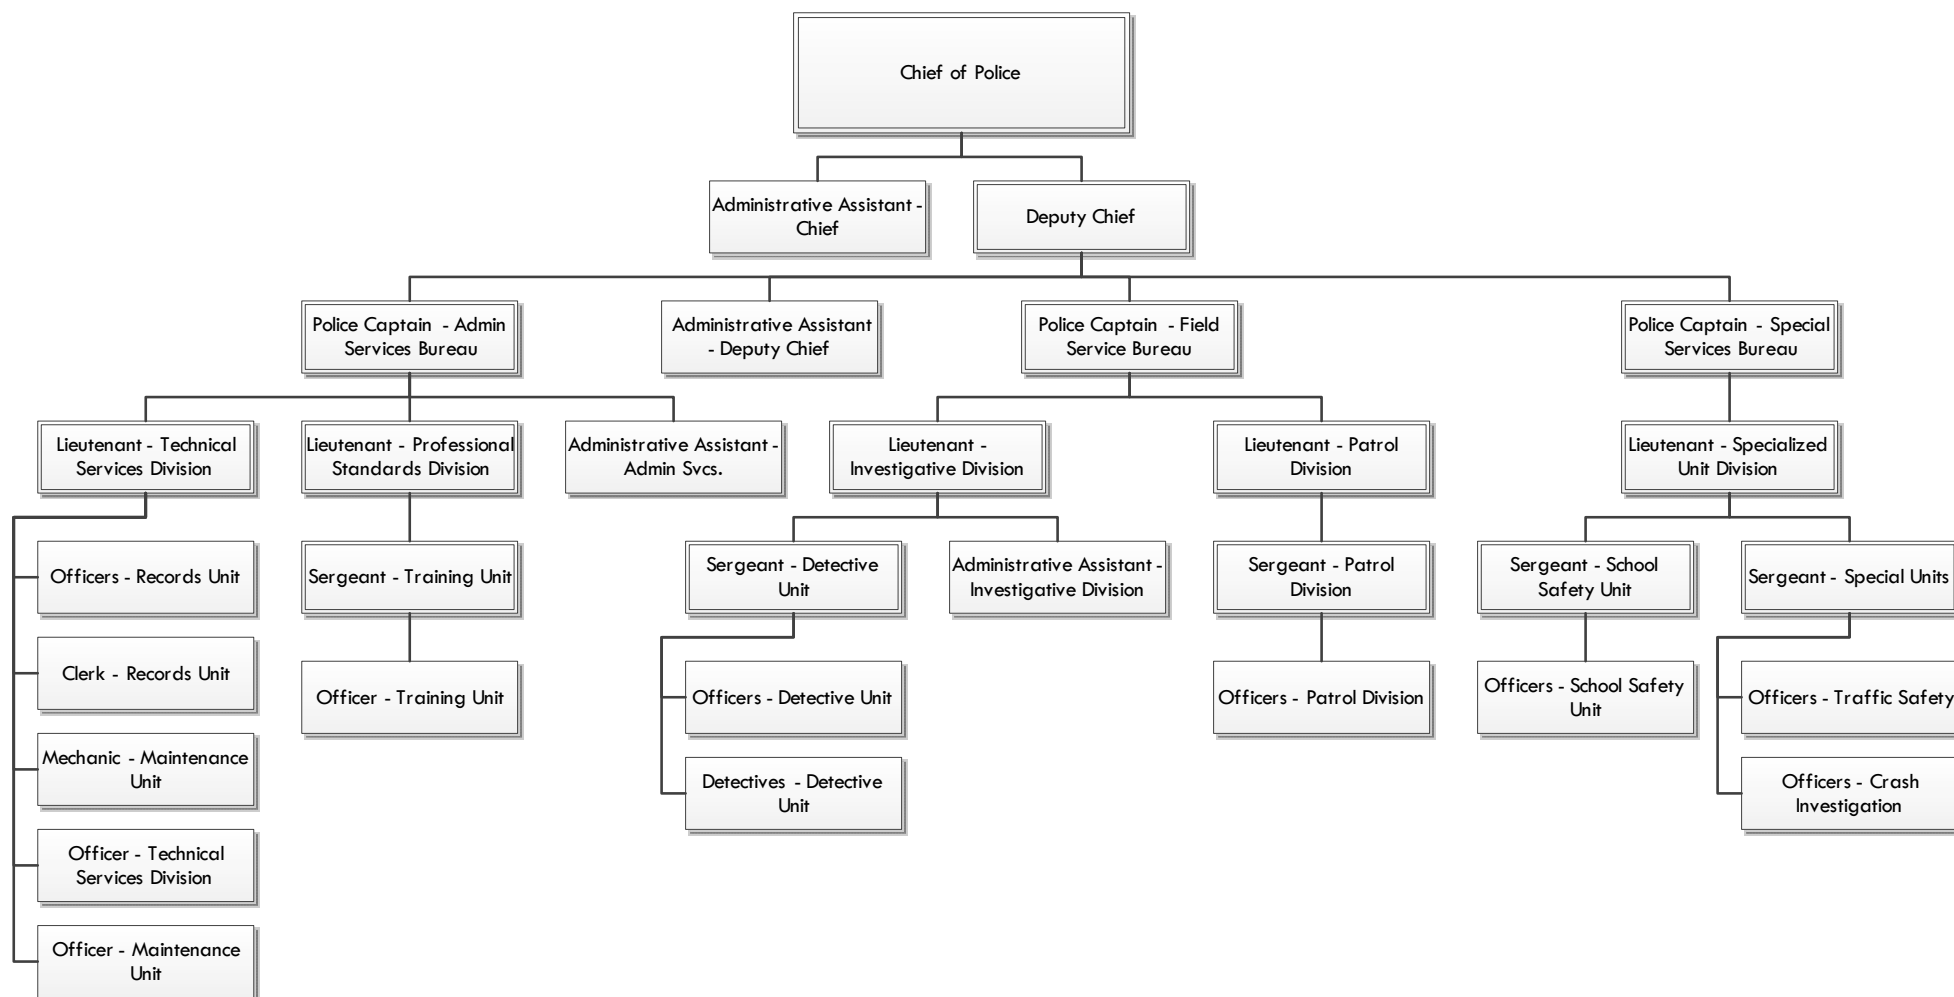 Chief of Police
Administrative Assistant -
Chief
Deputy Chief
Police Captain - Admin
Services Bureau
Administrative Assistant
- Deputy Chief
Police Captain - Field
Service Bureau
Police Captain - Special
Services Bureau
Lieutenant - Technical
Services Division
Lieutenant - Professional
Standards Division
Administrative Assistant -
Admin Svcs.
Lieutenant -
Investigative Division
Lieutenant - Patrol
Division
Lieutenant - Specialized
Unit Division
Officers - Records Unit
Sergeant - Training Unit
Sergeant - Detective
Unit
Administrative Assistant -
Investigative Division
Sergeant - Patrol
Division
Sergeant - School
Safety Unit
Sergeant - Special Units
Clerk - Records Unit
Officer - Training Unit
Officers - Detective Unit
Officers - Patrol Division
Officers - School Safety
Unit
Officers - Traffic Safety
Mechanic - Maintenance
Unit
Detectives - Detective
Unit
Officers - Crash
Investigation
Officer - Technical
Services Division
Officer - Maintenance
Unit